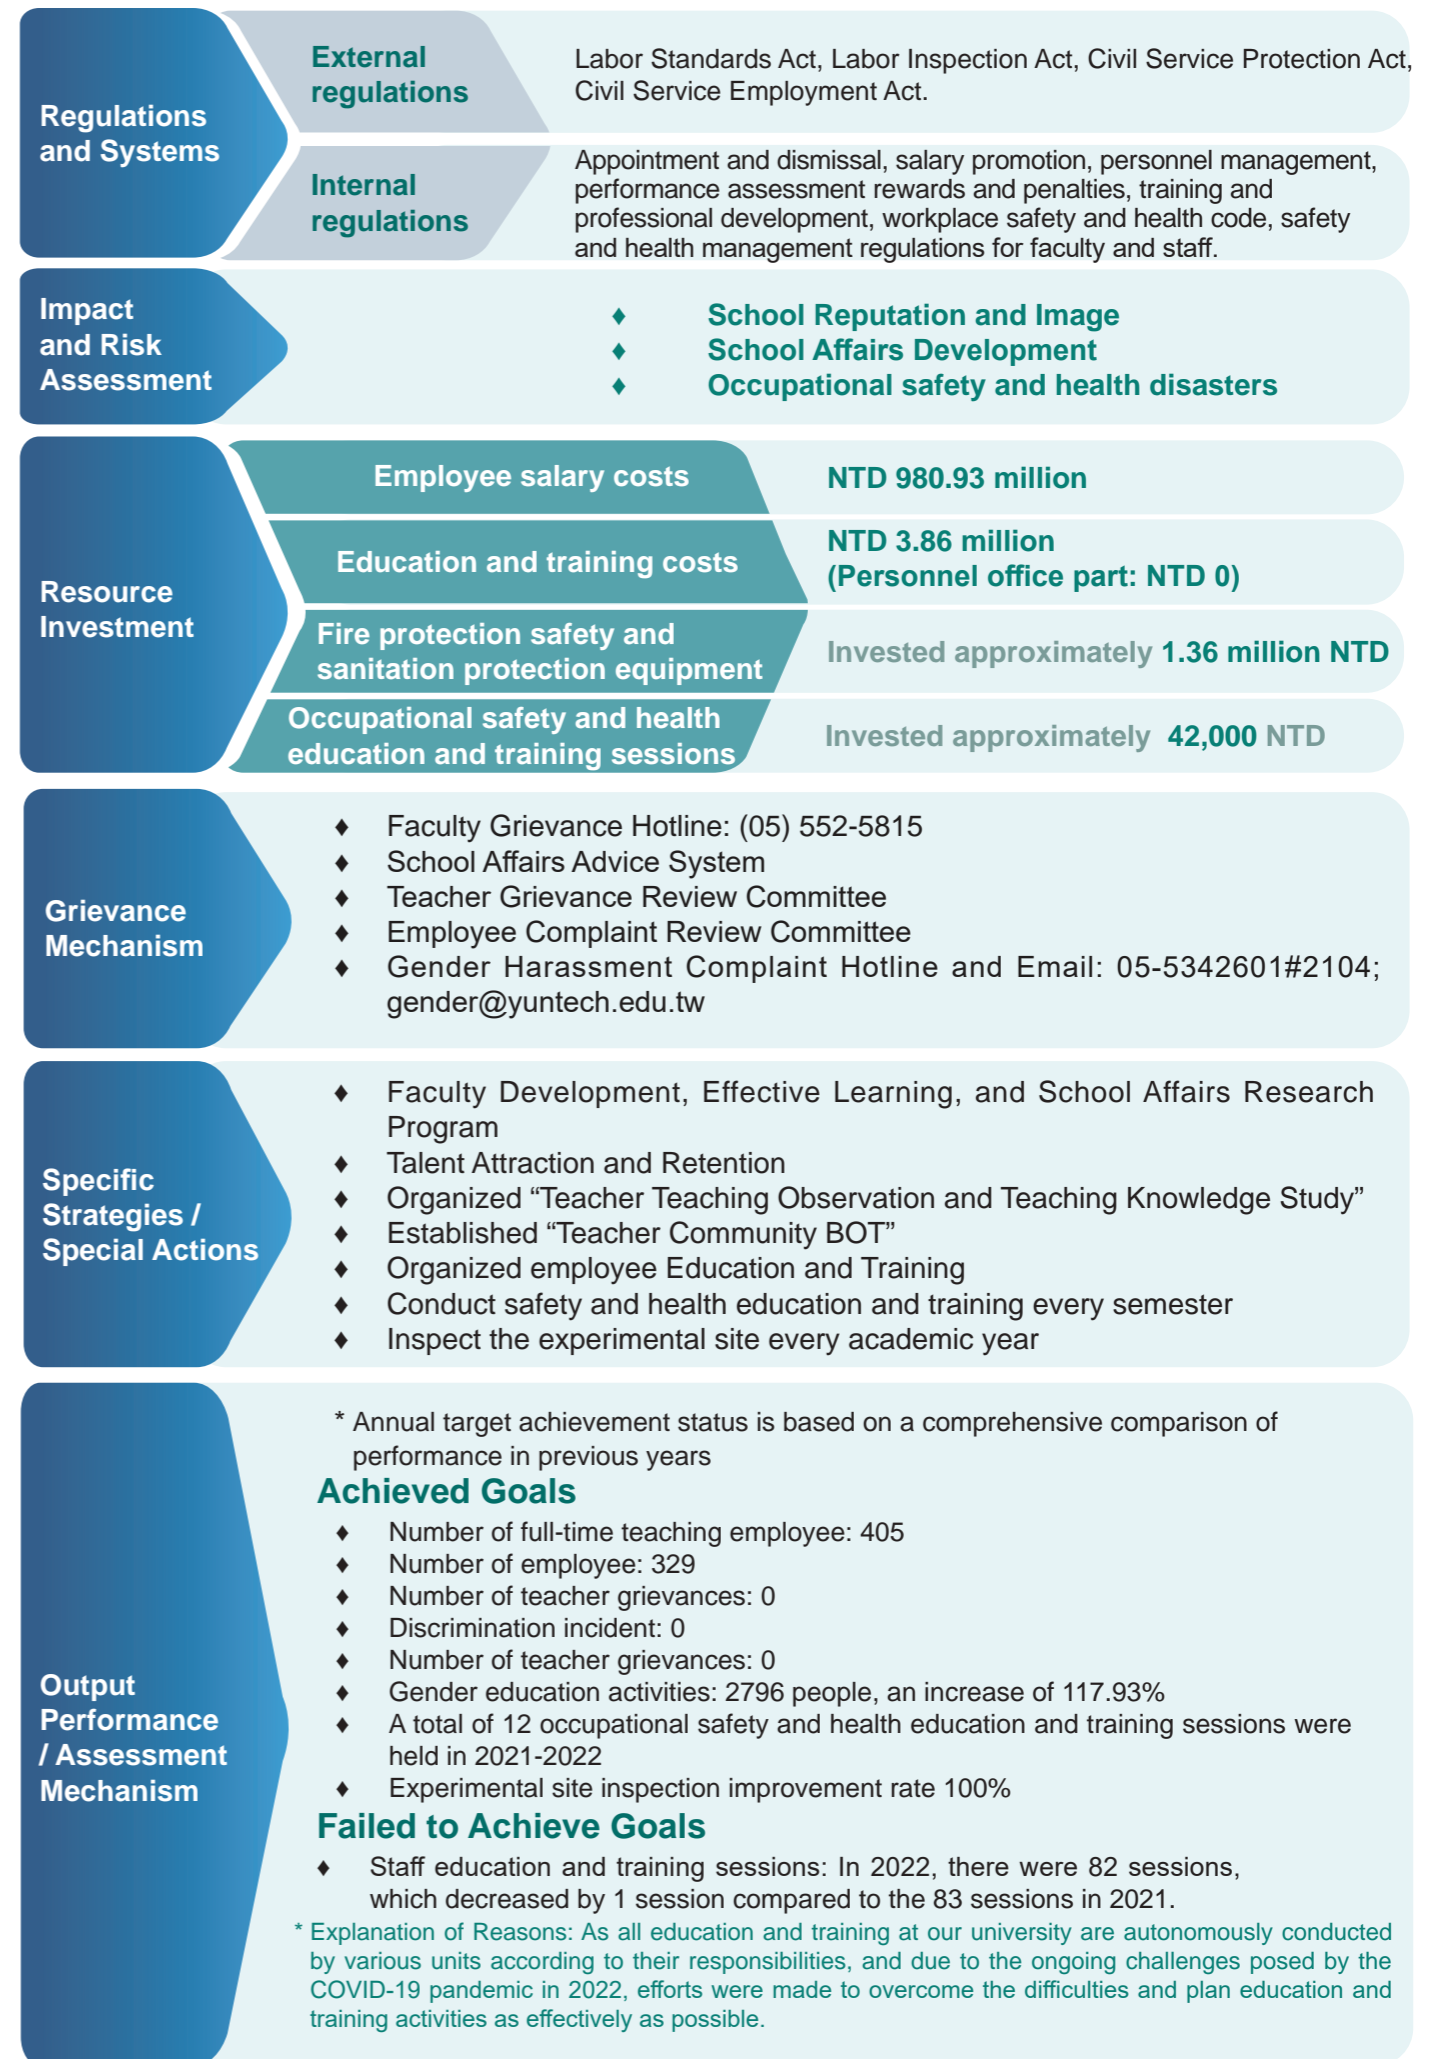 Regulations
and Systems
External
regulations
Labor Standards Act, Labor Inspection Act, Civil Service Protection Act,
Civil Service Employment Act.
Internal
regulations
Appointment and dismissal, salary promotion, personnel management,
performance assessment rewards and penalties, training and
professional development, workplace safety and health code, safety
and health management regulations for faculty and staff.
Impact
and Risk
Assessment
♦ School Reputation and Image
♦ School Affairs Development
♦ Occupational safety and health disasters
Resource
Investment
Employee salary costs
NTD 980.93 million
Education and training costs
NTD 3.86 million
(Personnel office part: NTD 0)
Fire protection safety and
sanitation protection equipment
Invested approximately 1.36 million NTD
Occupational safety and health
education and training sessions
Invested approximately 42,000 NTD
Grievance
Mechanism
♦ Faculty Grievance Hotline: (05) 552-5815
♦ School Affairs Advice System
♦ Teacher Grievance Review Committee
♦ Employee Complaint Review Committee
♦ Gender Harassment Complaint Hotline and Email: 05-5342601#2104;
gender@yuntech.edu.tw
Specific
Strategies /
Special Actions
♦ Faculty Development, Effective Learning, and School Affairs Research
Program
♦ Talent Attraction and Retention
♦ Organized “Teacher Teaching Observation and Teaching Knowledge Study”
♦ Established “Teacher Community BOT”
♦ Organized employee Education and Training
♦ Conduct safety and health education and training every semester
♦ Inspect the experimental site every academic year
Output
Performance
/ Assessment
Mechanism
* Annual target achievement status is based on a comprehensive comparison of
performance in previous years
Achieved Goals
♦ Number of full-time teaching employee: 405
♦ Number of employee: 329
♦ Number of teacher grievances: 0
♦ Discrimination incident: 0
♦ Number of teacher grievances: 0
♦ Gender education activities: 2796 people, an increase of 117.93%
♦ A total of 12 occupational safety and health education and training sessions were
held in 2021-2022
♦ Experimental site inspection improvement rate 100%
Failed to Achieve Goals
♦ Staff education and training sessions: In 2022, there were 82 sessions,
which decreased by 1 session compared to the 83 sessions in 2021.
* Explanation of Reasons: As all education and training at our university are autonomously conducted
by various units according to their responsibilities, and due to the ongoing challenges posed by the
COVID-19 pandemic in 2022, efforts were made to overcome the difficulties and plan education and
training activities as effectively as possible.